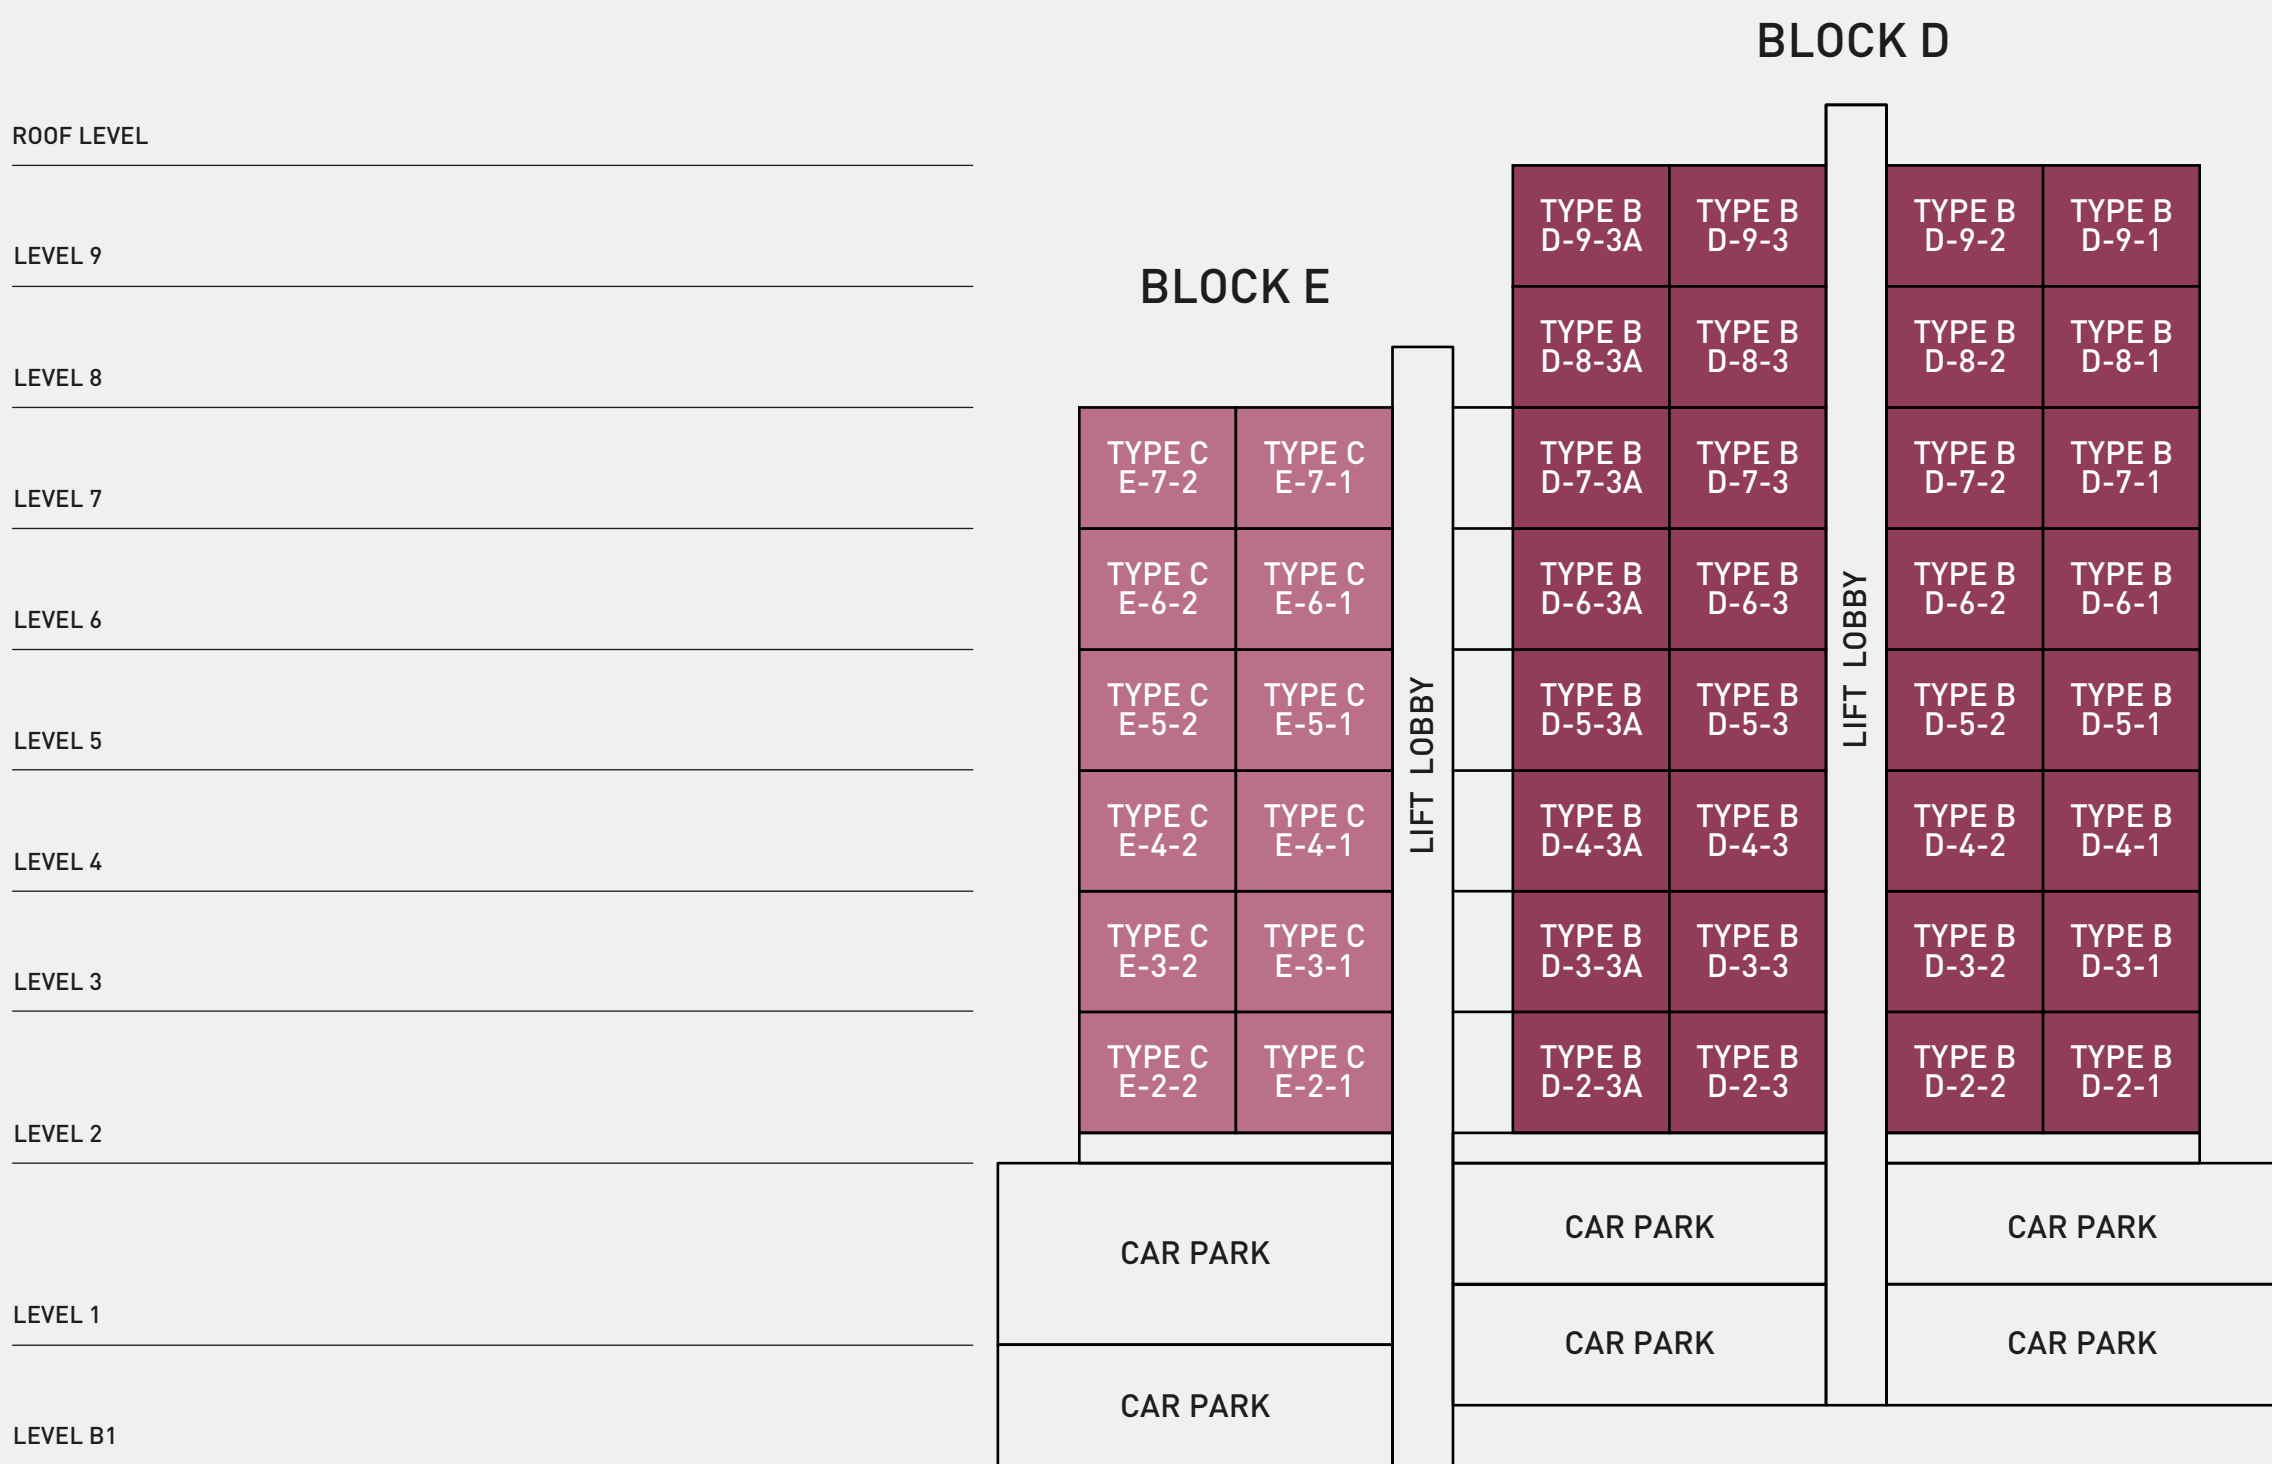 BLOCK D
ROOF LEVEL
TYPE B TYPE B TYPE B TYPE B
D-9-3A D-9-3 D-9-2 D-9-1
LEVEL 9
BLOCK E
TYPE B TYPE B TYPE B TYPE B
D-8-3A D-8-3 D-8-2 D-8-1
LEVEL 8
TYPE C TYPE C TYPE B TYPE B TYPE B TYPE B
E-7-2 E-7-1 D-7-3A D-7-3 D-7-2 D-7-1
LEVEL 7
TYPE C TYPE C TYPE B TYPE B TYPE B TYPE B
E-6-2 E-6-1 D-6-3A D-6-3 D-6-2 D-6-1
LEVEL 6
LIFT LOBBY
TYPE C TYPE C TYPE B TYPE B TYPE B TYPE B
E-5-2 E-5-1 D-5-3A D-5-3 D-5-2 D-5-1
LEVEL 5
LIFT LOBBY
TYPE C TYPE C TYPE B TYPE B TYPE B TYPE B
E-4-2 E-4-1 D-4-3A D-4-3 D-4-2 D-4-1
LEVEL 4
TYPE C TYPE C TYPE B TYPE B TYPE B TYPE B
E-3-2 E-3-1 D-3-3A D-3-3 D-3-2 D-3-1
LEVEL 3
TYPE C TYPE C TYPE B TYPE B TYPE B TYPE B
E-2-2 E-2-1 D-2-3A D-2-3 D-2-2 D-2-1
LEVEL 2
CAR PARK CAR PARK CAR PARK
LEVEL 1
CAR PARK CAR PARK CAR PARK
LEVEL B1